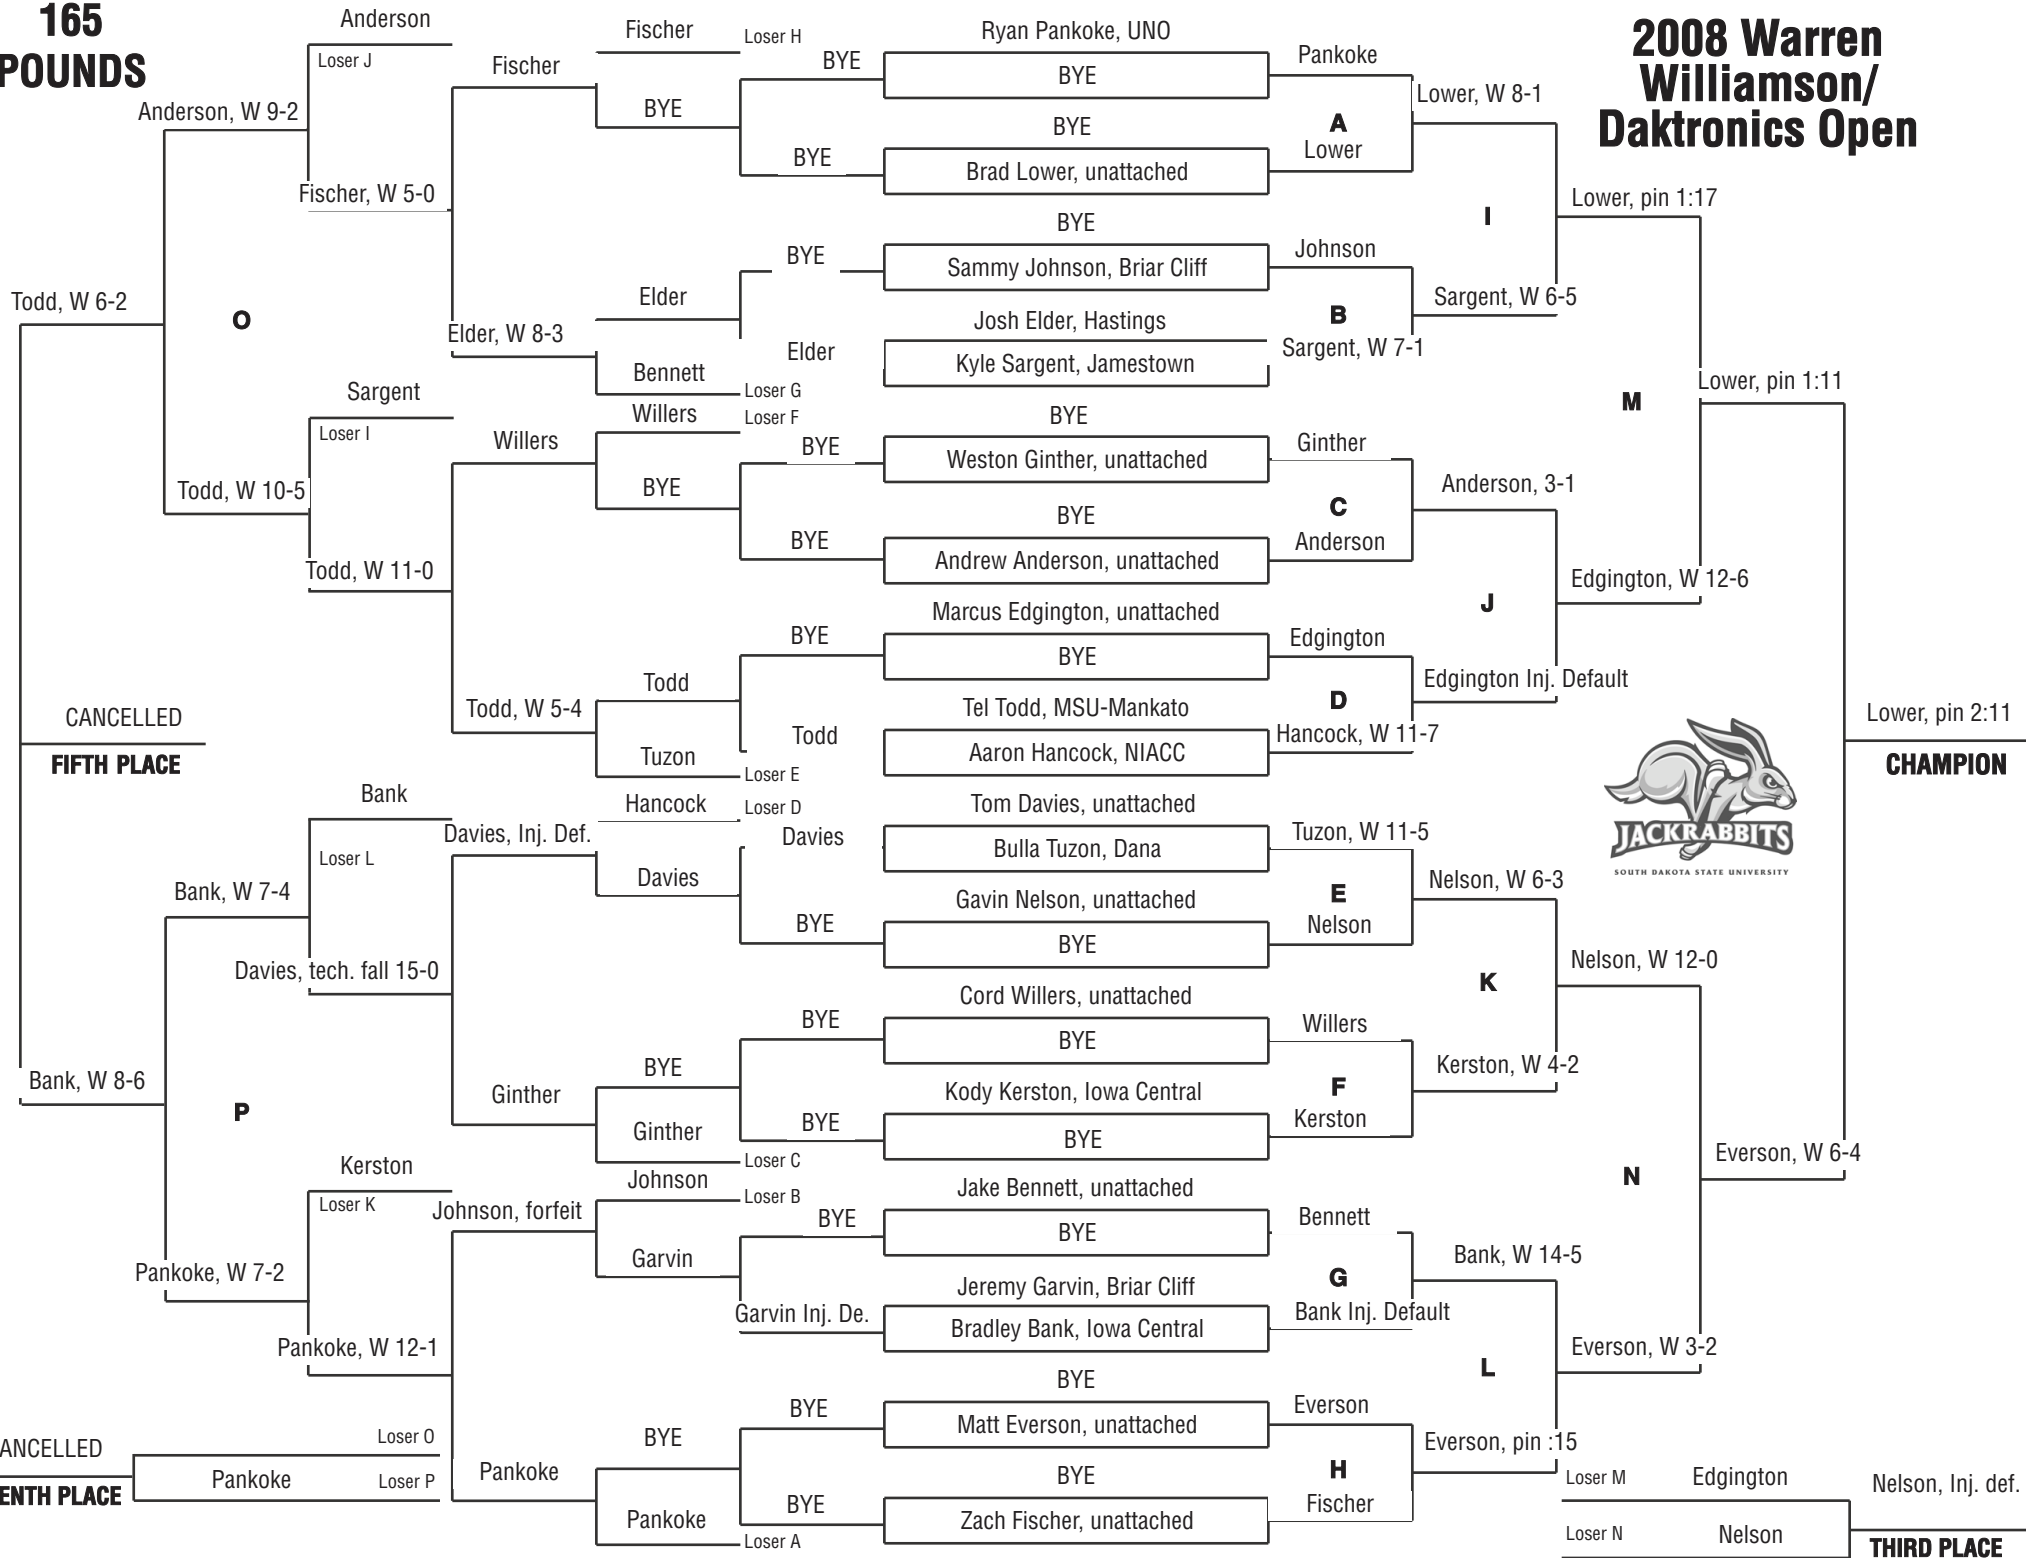 165
POUNDS
2008 Warren
Williamson/
Daktronics Open
Anderson
Loser J
Anderson, W 9-2
Fischer, W 5-0
Todd, W 6-2
O
Sargent
Loser I
Todd, W 10-5
Todd, W 11-0
CANCELLED
FIFTH PLACE
Bank
Loser L
Bank, W 7-4
Davies, tech. fall 15-0
Bank, W 8-6
P
Kerston
Loser K
Pankoke, W 7-2
Pankoke, W 12-1
Loser O
ANCELLED
Pankoke
Loser P
ENTH PLACE
Fischer
Elder, W 8-3
Willers
Todd, W 5-4
Davies, Inj. Def.
Ginther
Johnson, forfeit
Pankoke
Fischer
Loser H
BYE
Elder
Bennett
Loser G
Willers
Loser F
BYE
Todd
Tuzon
Loser E
Hancock
Loser D
Davies
BYE
Ginther
Loser C
Johnson
Loser B
Garvin
BYE
Pankoke
Loser A
BYE
BYE
BYE
Elder
BYE
BYE
BYE
Todd
Davies
BYE
BYE
BYE
BYE
Garvin Inj. De.
BYE
BYE
Ryan Pankoke, UNO
BYE
BYE
Brad Lower, unattached
BYE
Sammy Johnson, Briar Cliff
Josh Elder, Hastings
Kyle Sargent, Jamestown
BYE
Weston Ginther, unattached
BYE
Andrew Anderson, unattached
Marcus Edgington, unattached
BYE
Tel Todd, MSU-Mankato
Aaron Hancock, NIACC
Tom Davies, unattached
Bulla Tuzon, Dana
Gavin Nelson, unattached
BYE
Cord Willers, unattached
BYE
Kody Kerston, Iowa Central
BYE
Jake Bennett, unattached
BYE
Jeremy Garvin, Briar Cliff
Bradley Bank, Iowa Central
BYE
Matt Everson, unattached
BYE
Zach Fischer, unattached
Pankoke
A
Lower
Johnson
B
Sargent, W 7-1
Ginther
C
Anderson
Edgington
D
Hancock, W 11-7
Tuzon, W 11-5
E
Nelson
Willers
F
Kerston
Bennett
G
Bank Inj. Default
Everson
H
Fischer
Lower, W 8-1
I
Sargent, W 6-5
Anderson, 3-1
J
Edgington Inj. Default
Nelson, W 6-3
K
Kerston, W 4-2
Bank, W 14-5
L
Everson, pin :15
Lower, pin 1:17
M
Edgington, W 12-6
Nelson, W 12-0
N
Everson, W 3-2
Lower, pin 1:11
Everson, W 6-4
JACKRABBITS
SOUTH DAKOTA STATE UNIVERSITY
Lower, pin 2:11
CHAMPION
Loser M
Edgington
Loser N
Nelson
Nelson, Inj. def.
THIRD PLACE